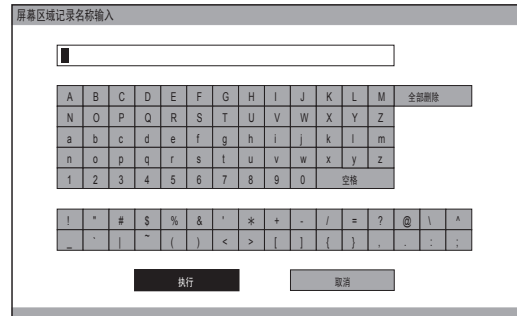 屏幕区域记录名称输入
A B C D E F G H I J K L M 全部删除
N O P Q R S T U V W X Y Z
a b c d e f g h i j k l m
n o p q r s t u v w x y z
1 2 3 4 5 6 7 8 9 0 空格
! " # $ % & ' * + - / = ? @ \ ^
_ ` | ~ ( ) < > [ ] { } , . : ;
执行 取消